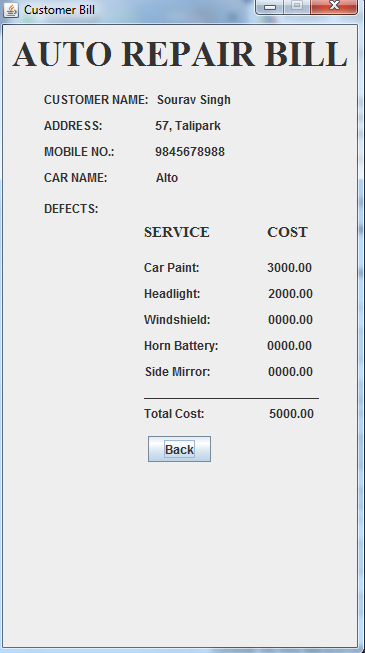 Customer Bill
AUTO REPAIR BILL
CUSTOMER NAME: Sourav Singh
ADDRESS: 57, Talipark
MOBILE NO.: 9845678988
CAR NAME: Alto
DEFECTS:
SERVICE COST
Car Paint: 3000.00
Headlight: 2000.00
Windshield: 0000.00
Horn Battery: 0000.00
Side Mirror: 0000.00
Total Cost: 5000.00
Back